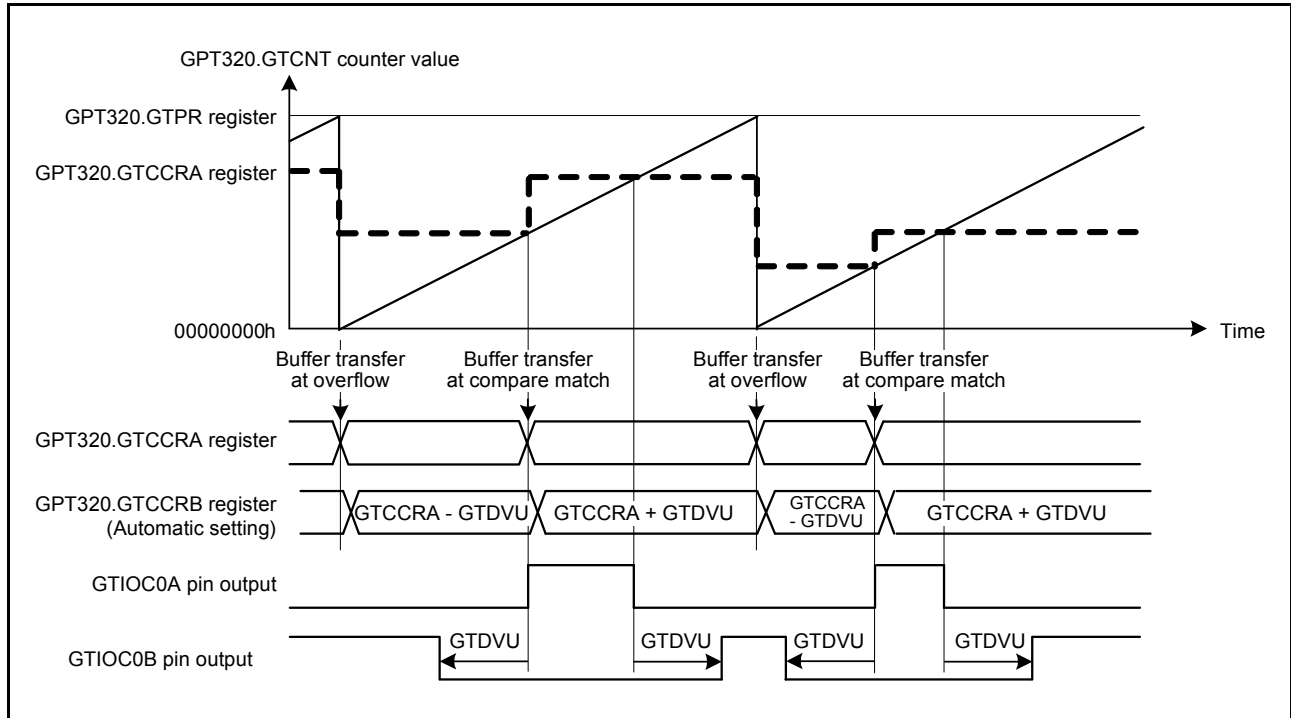 GPT320.GTCNT counter value
GPT320.GTPR register
GPT320.GTCCRA register
00000000h
Time
Buffer transfer
at overflow
Buffer transfer
at compare match
Buffer transfer
at overflow
Buffer transfer
at compare match
GPT320.GTCCRA register
GPT320.GTCCRB register
(Automatic setting)
GTCCRA - GTDVU
GTCCRA + GTDVU
GTCCRA
- GTDVU
GTCCRA + GTDVU
GTIOC0A pin output
GTIOC0B pin output
GTDVU
GTDVU
GTDVU
GTDVU